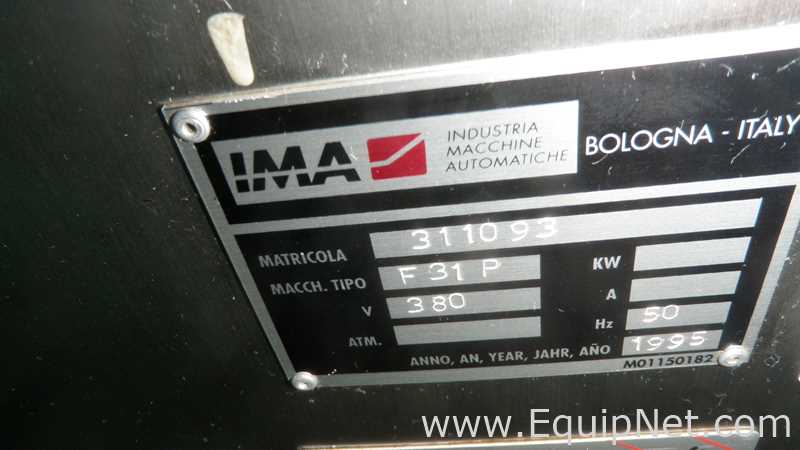 IMA
INDUSTRIA
MACCHINE
AUTOMATICHE
BOLOGNA - ITALY
MATRICOLA 311093
MACCH. TIPO F 31 P KW
V 380 A
ATM. Hz 50
ANNO, AN, YEAR, JAHR, AÑO 1995
M01150182
www.EquipNet.com